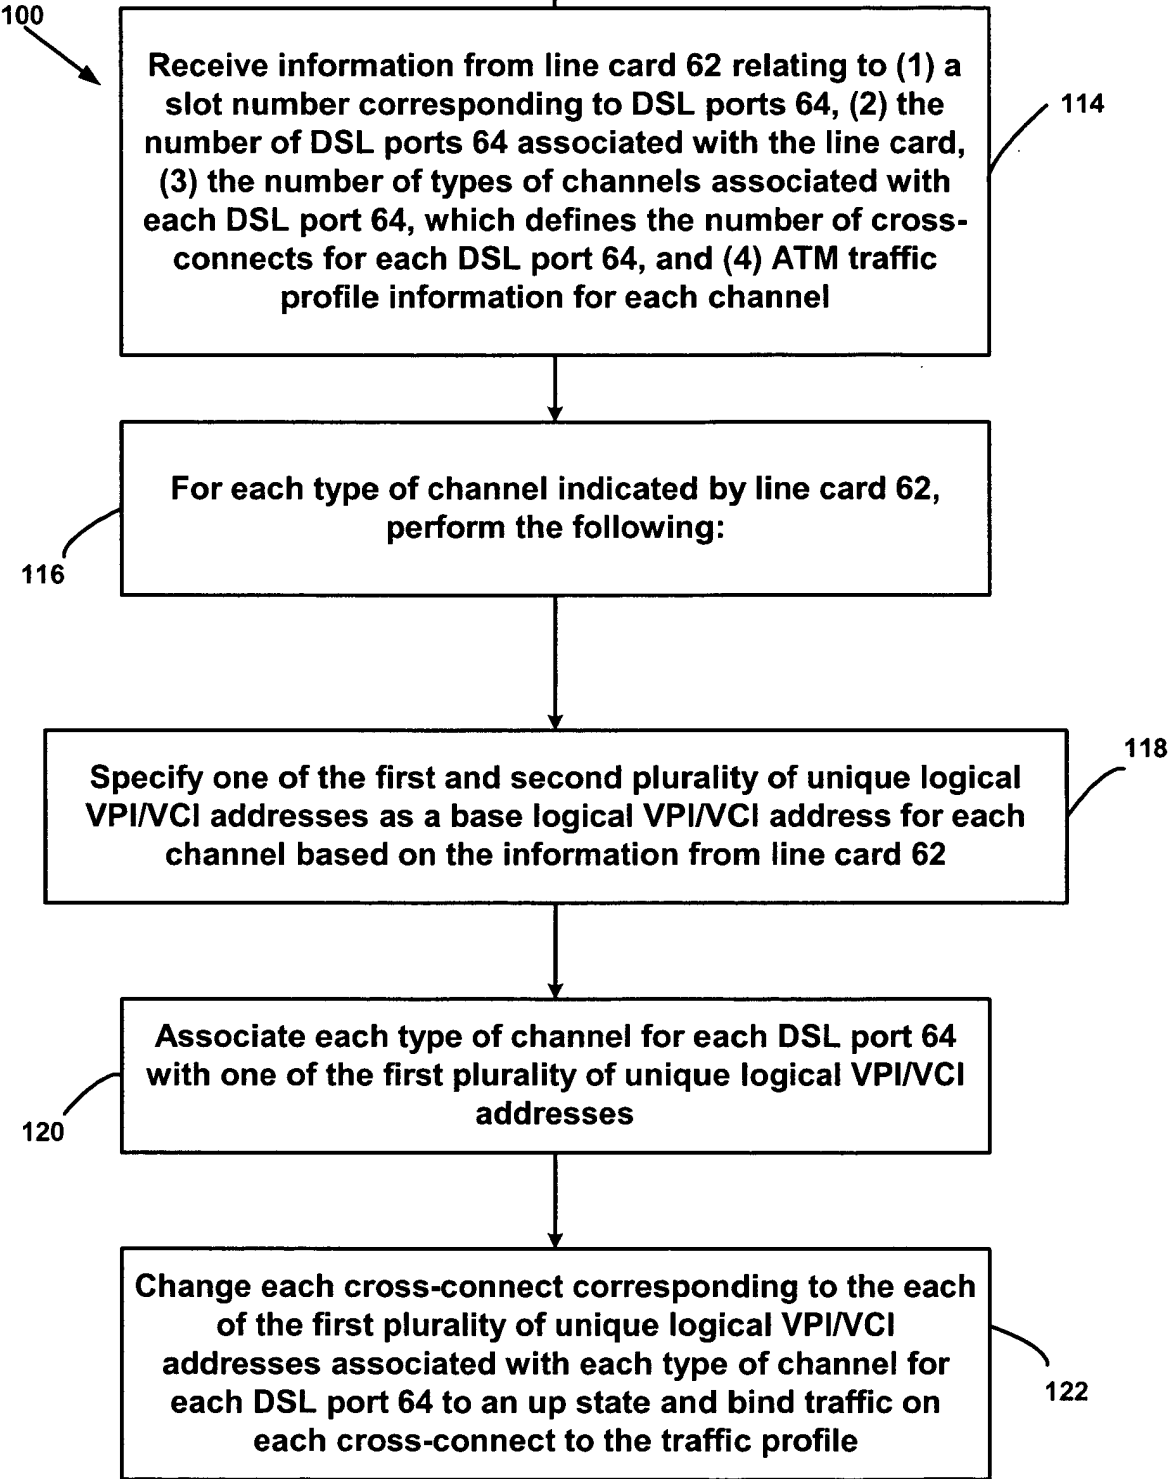 100
Receive information from line card 62 relating to (1) a
slot number corresponding to DSL ports 64, (2) the
number of DSL ports 64 associated with the line card,
(3) the number of types of channels associated with
each DSL port 64, which defines the number of cross-
connects for each DSL port 64, and (4) ATM traffic
profile information for each channel
114
For each type of channel indicated by line card 62,
perform the following:
116
Specify one of the first and second plurality of unique logical
VPI/VCI addresses as a base logical VPI/VCI address for each
channel based on the information from line card 62
118
Associate each type of channel for each DSL port 64
with one of the first plurality of unique logical VPI/VCI
addresses
120
Change each cross-connect corresponding to the each
of the first plurality of unique logical VPI/VCI
addresses associated with each type of channel for
each DSL port 64 to an up state and bind traffic on
each cross-connect to the traffic profile
122